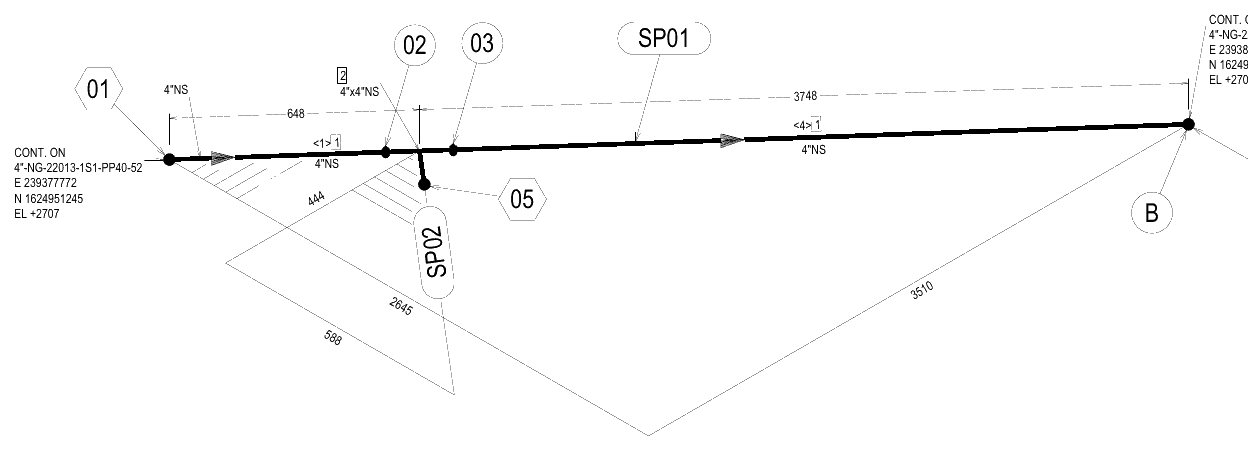 CONT.
4"-NG-2
E 23938
N 16249
EL +270
03
02
SP01
2
01
4"NS
4"x4"NS
3748
648
<4> 1
<1> 1
4"NS
4"NS
CONT. ON
4"-NG-22013-1S1-PP40-52
E 239377772
N 1624951245
EL +2707
444
05
B
SP02
3510
2645
588